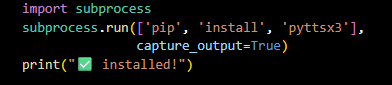 import subprocess
subprocess.run(['pip', 'install', 'pyttsx3'],
capture_output=True)
print("✅ installed!")